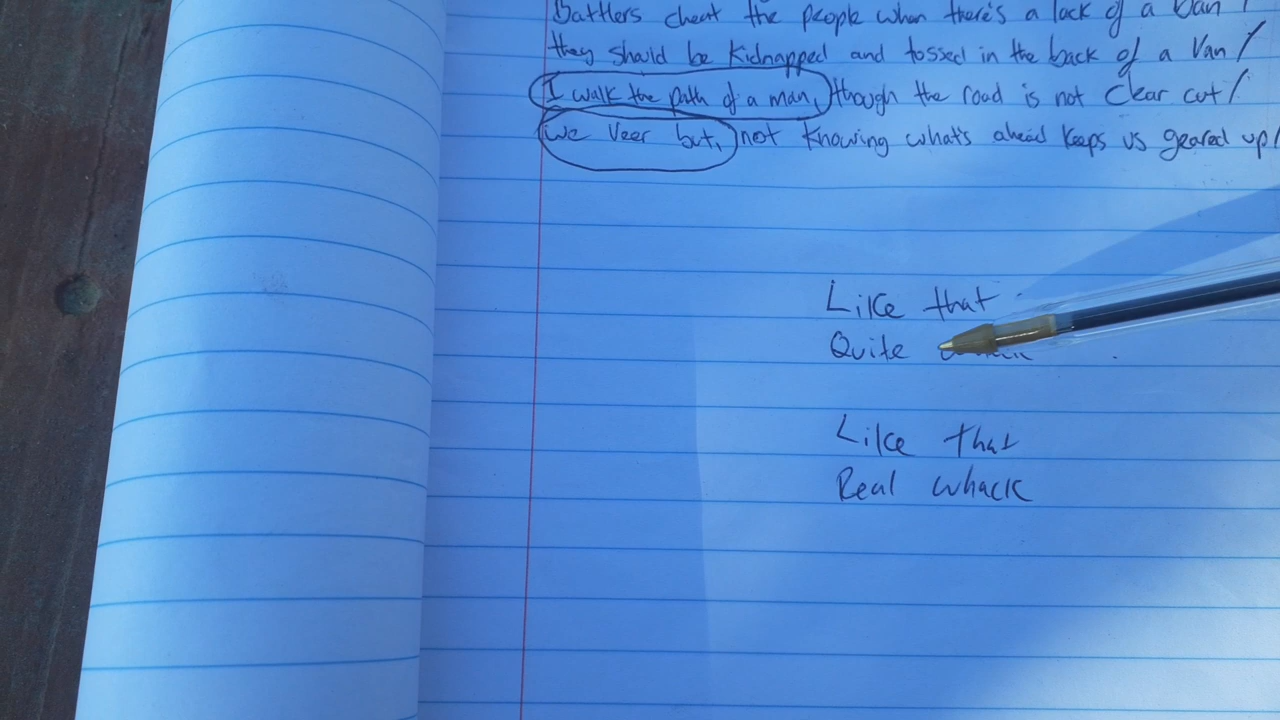 Battlers cheat the people when there's a lack of a ban /
they should be kidnapped and tossed in the back of a van /
I walk the path of a man, though the road is not clear cut /
we veer but, not knowing what's ahead keeps us geared up /
Like that
Quite
Like that
Real whack